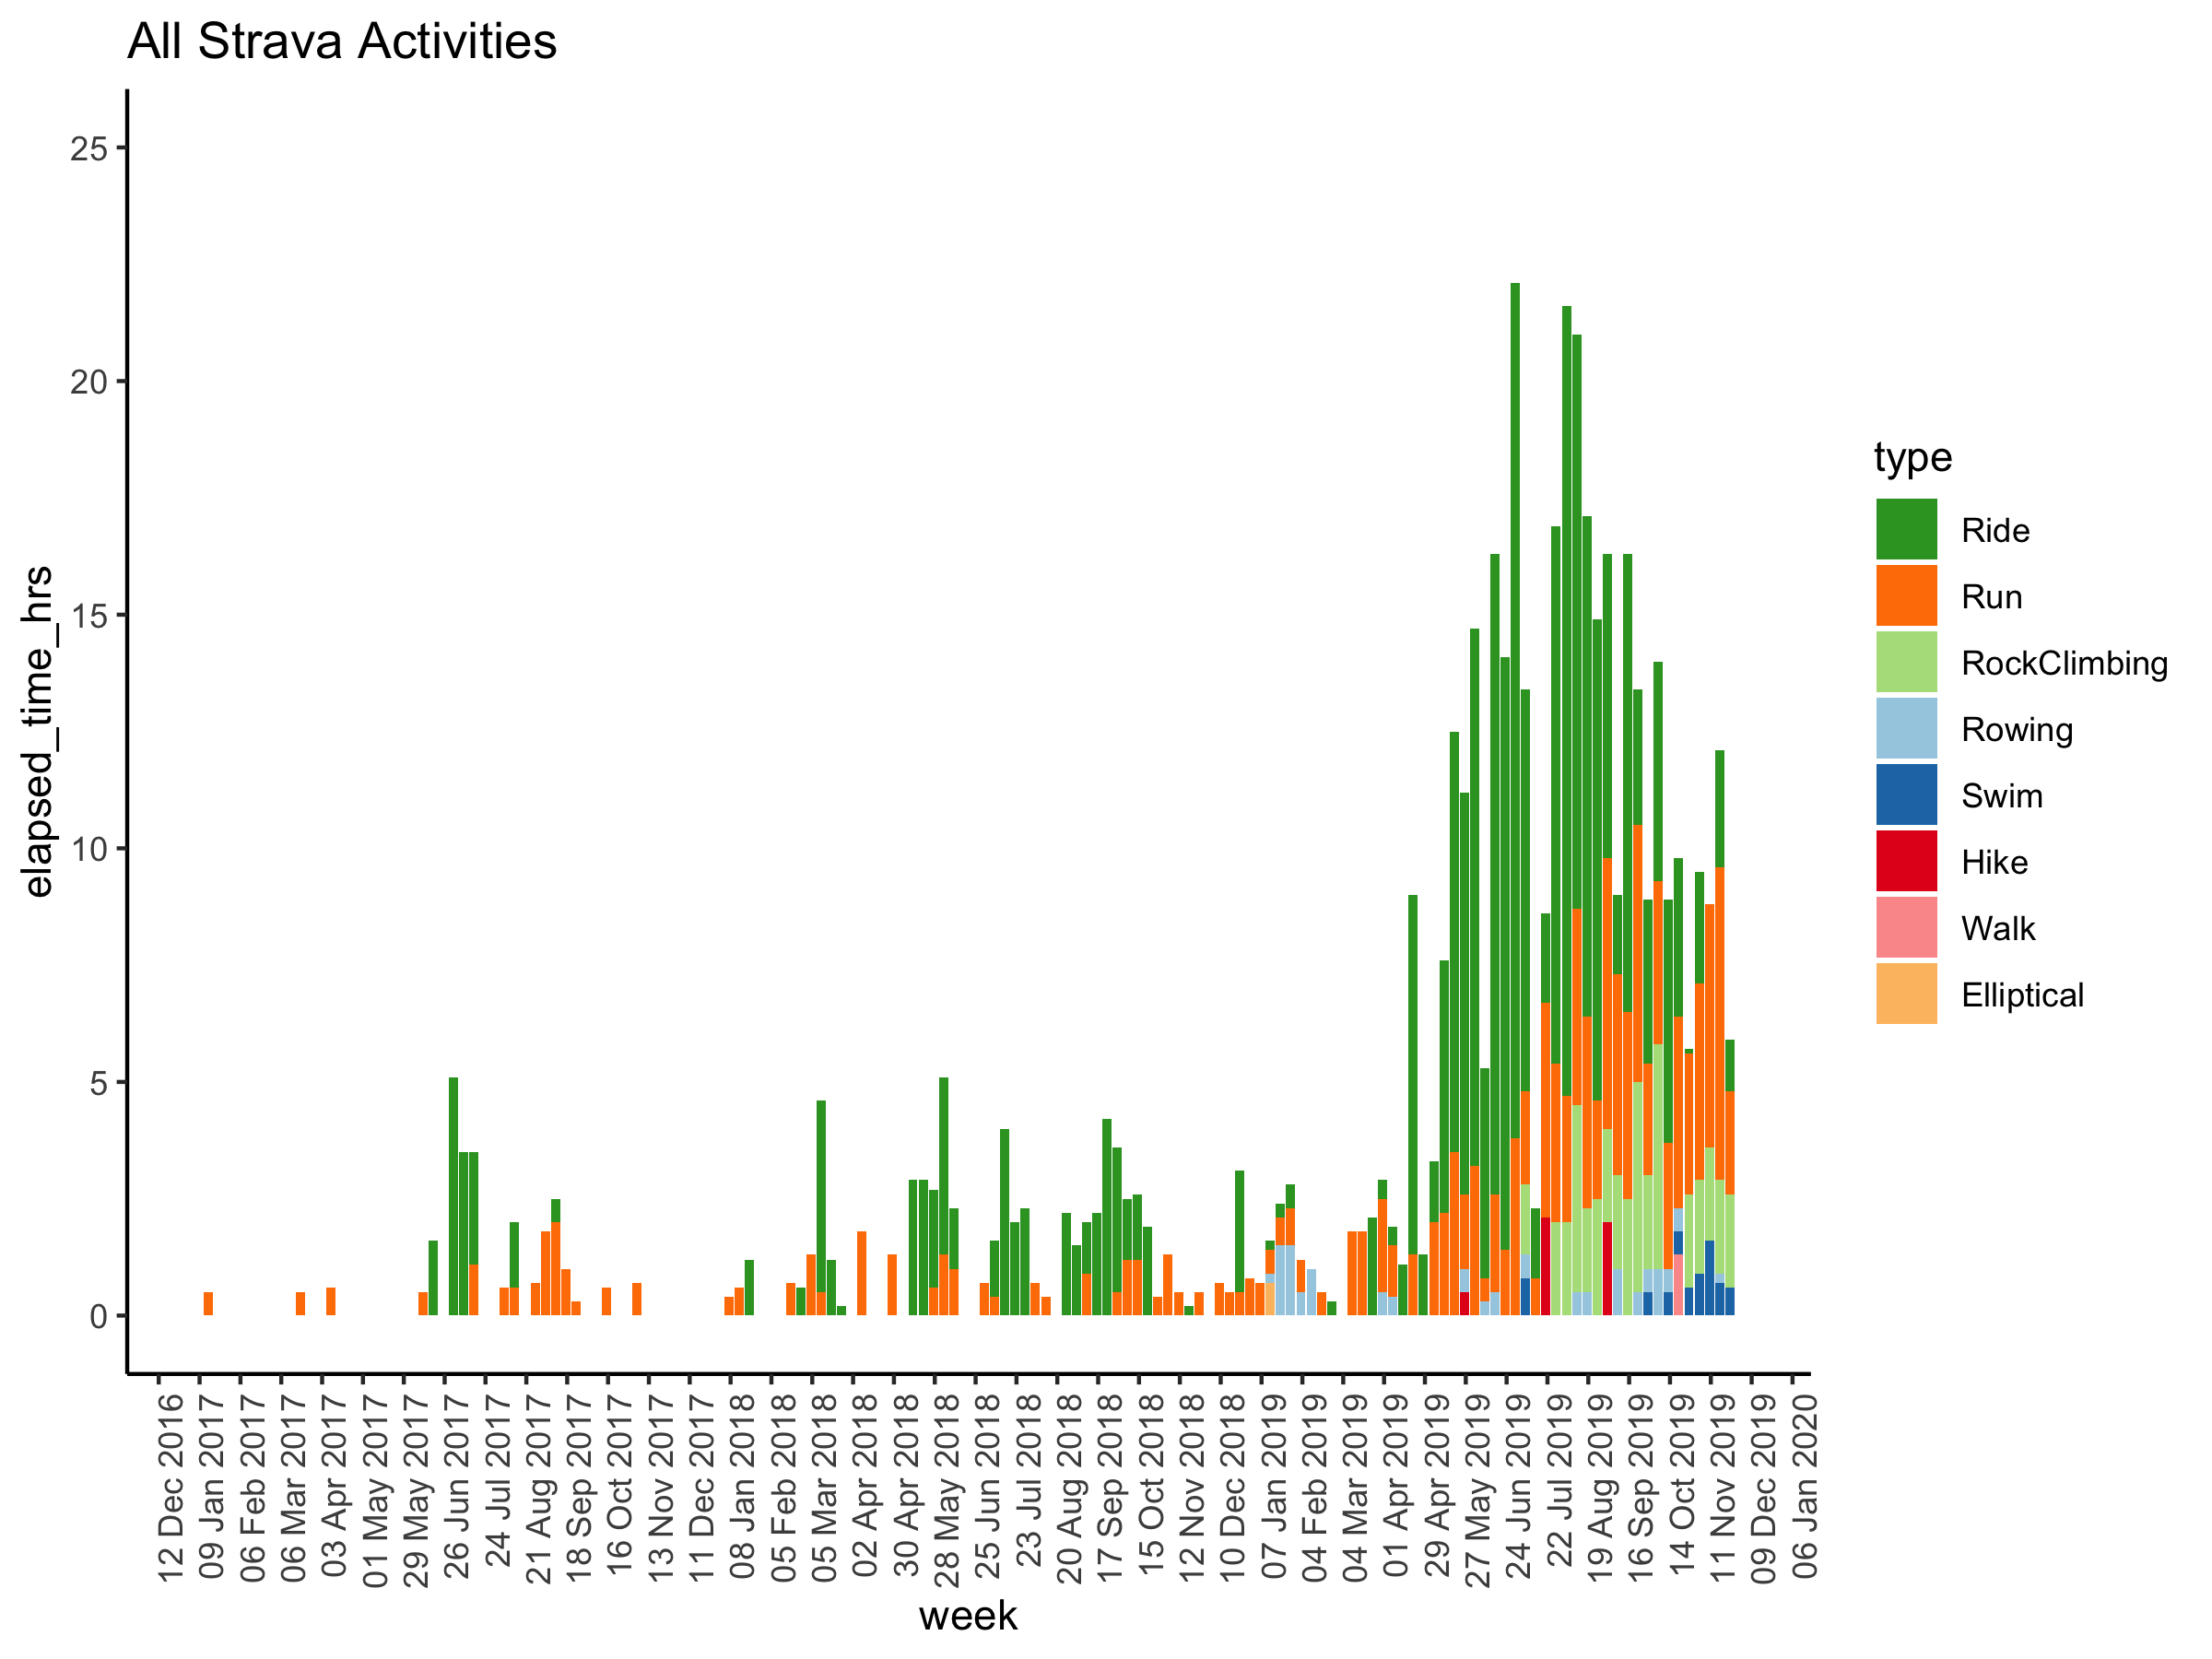 All Strava Activities
elapsed_time_hrs
25
20
15
10
5
0
12 Dec 2016
09 Jan 2017
06 Feb 2017
06 Mar 2017
03 Apr 2017
01 May 2017
29 May 2017
26 Jun 2017
24 Jul 2017
21 Aug 2017
18 Sep 2017
16 Oct 2017
13 Nov 2017
11 Dec 2017
08 Jan 2018
05 Feb 2018
05 Mar 2018
02 Apr 2018
30 Apr 2018
28 May 2018
25 Jun 2018
23 Jul 2018
20 Aug 2018
17 Sep 2018
15 Oct 2018
12 Nov 2018
10 Dec 2018
07 Jan 2019
04 Feb 2019
04 Mar 2019
01 Apr 2019
29 Apr 2019
27 May 2019
24 Jun 2019
22 Jul 2019
19 Aug 2019
16 Sep 2019
14 Oct 2019
11 Nov 2019
09 Dec 2019
06 Jan 2020
week
type
Ride
Run
RockClimbing
Rowing
Swim
Hike
Walk
Elliptical